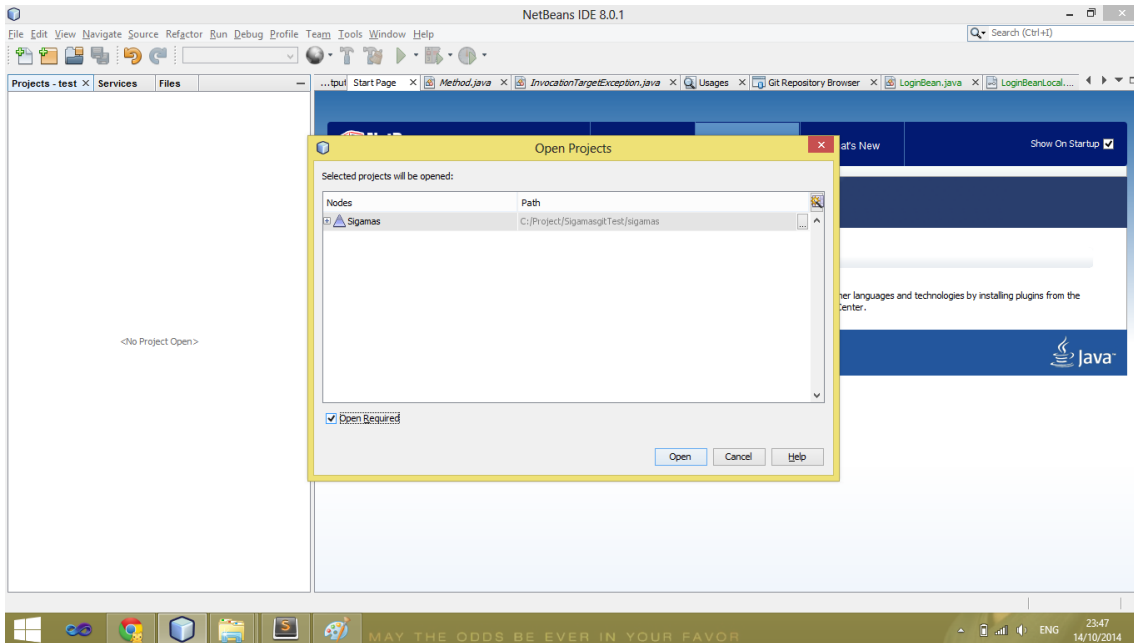 NetBeans IDE 8.0.1
File Edit View Navigate Source Refactor Run Debug Profile Team Tools Window Help
Search (Ctrl+I)
Projects - test Services Files
...tput Start Page Method.java InvocationTargetException.java Usages Git Repository Browser LoginBean.java LoginBeanLocal....
at's New
Show On Startup
Open Projects
Selected projects will be opened:
Nodes Path
Sigamas C:/Project/SigamasgitTest/sigamas
...
her languages and technologies by installing plugins from the
Center.
<No Project Open>
Java
Open Required
Open Cancel Help
MAY THE ODDS BE EVER IN YOUR FAVOR
ENG
23:47
14/10/2014